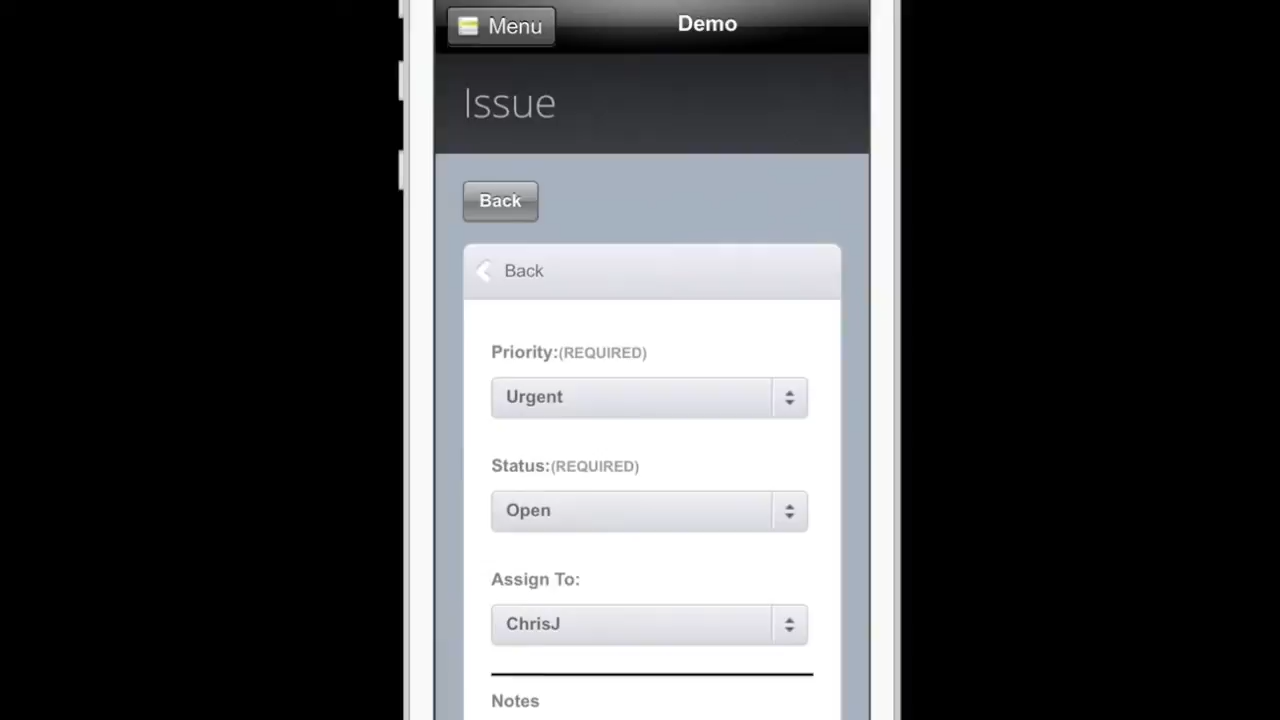 Menu
Demo
Issue
Back
Back
Priority:(REQUIRED)
Urgent
Status:(REQUIRED)
Open
Assign To:
ChrisJ
Notes